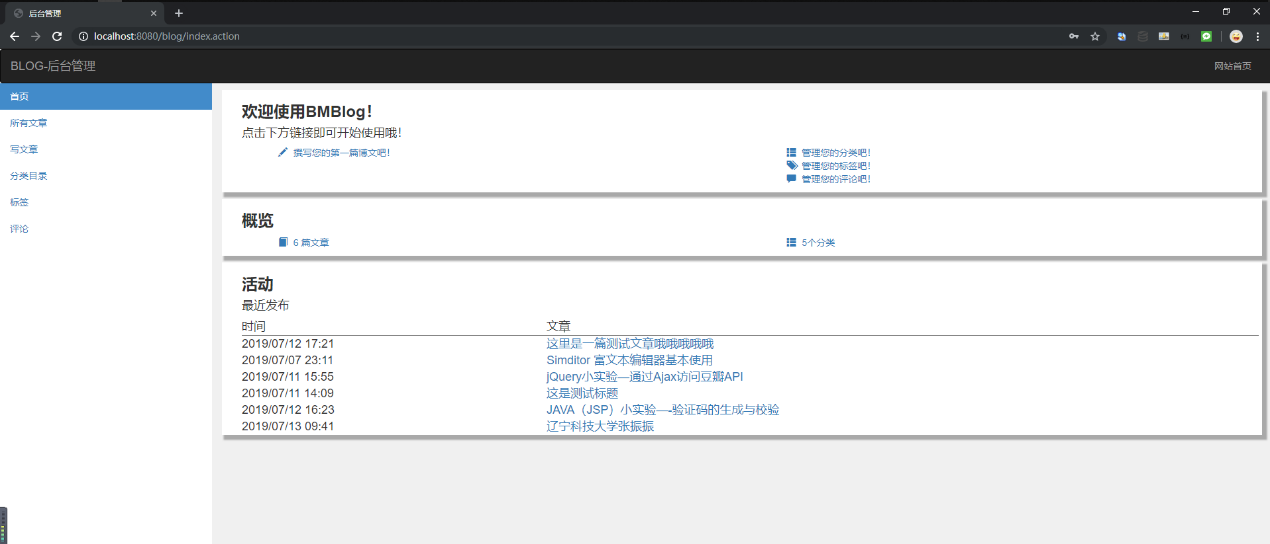 后台管理
localhost:8080/blog/index.action
BLOG-后台管理
网站首页
首页
所有文章
写文章
分类目录
标签
评论
欢迎使用BMBlog!
点击下方链接即可开始使用哦!
撰写您的第一篇博文吧!
管理您的分类吧!
管理您的标签吧!
管理您的评论吧!
概览
6 篇文章
5个分类
活动
最近发布
时间 文章
2019/07/12 17:21 这里是一篇测试文章哦哦哦哦哦
2019/07/07 23:11 Simditor 富文本编辑器基本使用
2019/07/11 15:55 jQuery小实验—通过Ajax访问豆瓣API
2019/07/11 14:09 这是测试标题
2019/07/12 16:23 JAVA（JSP）小实验—-验证码的生成与校验
2019/07/13 09:41 辽宁科技大学张振振